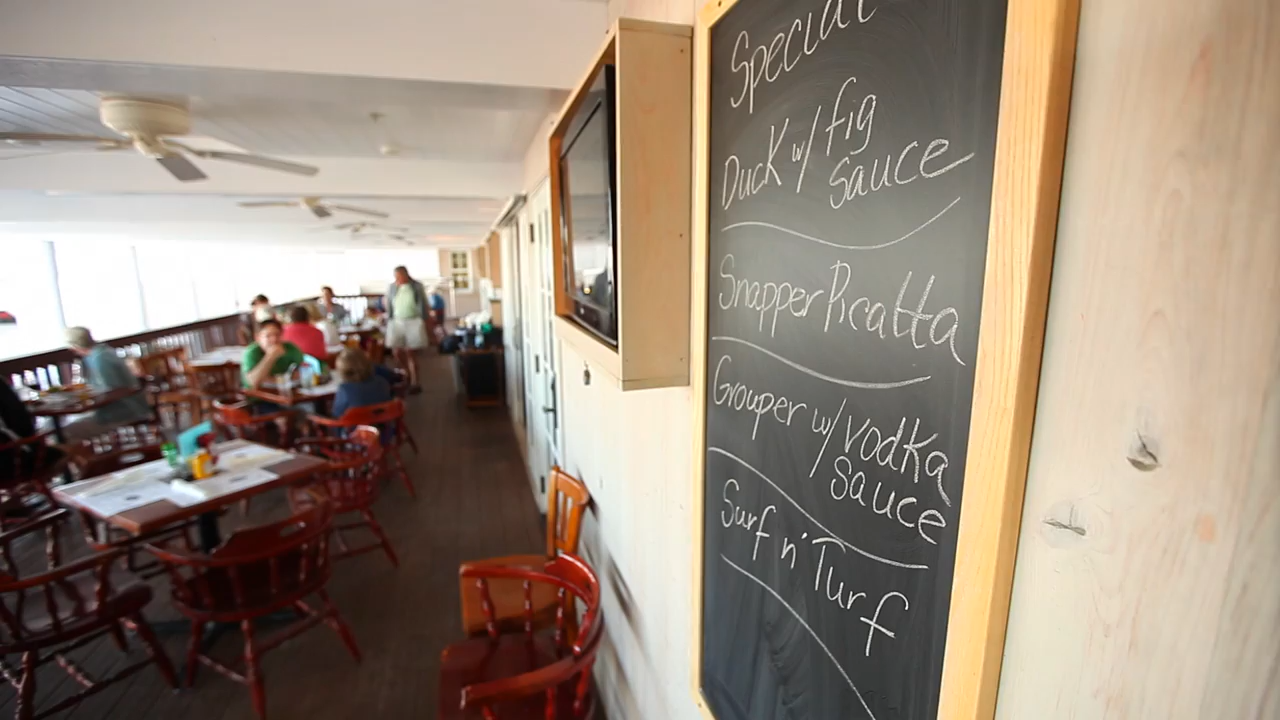 Special
Duck w/ fig
sauce
Snapper Picatta
Grouper w/ vodka
sauce
Surf n' Turf